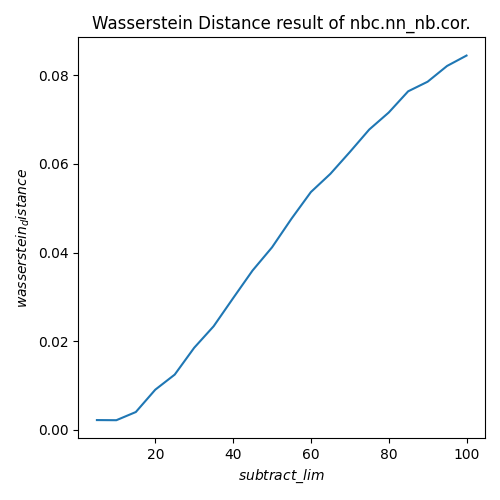 Wasserstein Distance result of nbc.nn_nb.cor.
0.08
0.06
0.04
0.02
0.00
wasserstein_distance
20 40 60 80 100
subtract_lim